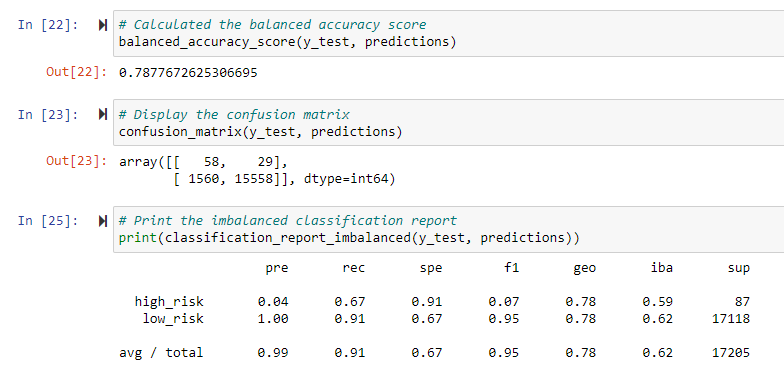 In [22]: # Calculated the balanced accuracy score
balanced_accuracy_score(y_test, predictions)
Out[22]: 0.7877672625306695
In [23]: # Display the confusion matrix
confusion_matrix(y_test, predictions)
Out[23]: array([[   58,    29],
       [ 1560, 15558]], dtype=int64)
In [25]: # Print the imbalanced classification report
print(classification_report_imbalanced(y_test, predictions))
pre rec spe f1 geo iba sup
high_risk 0.04 0.67 0.91 0.07 0.78 0.59 87
low_risk 1.00 0.91 0.67 0.95 0.78 0.62 17118
avg / total 0.99 0.91 0.67 0.95 0.78 0.62 17205